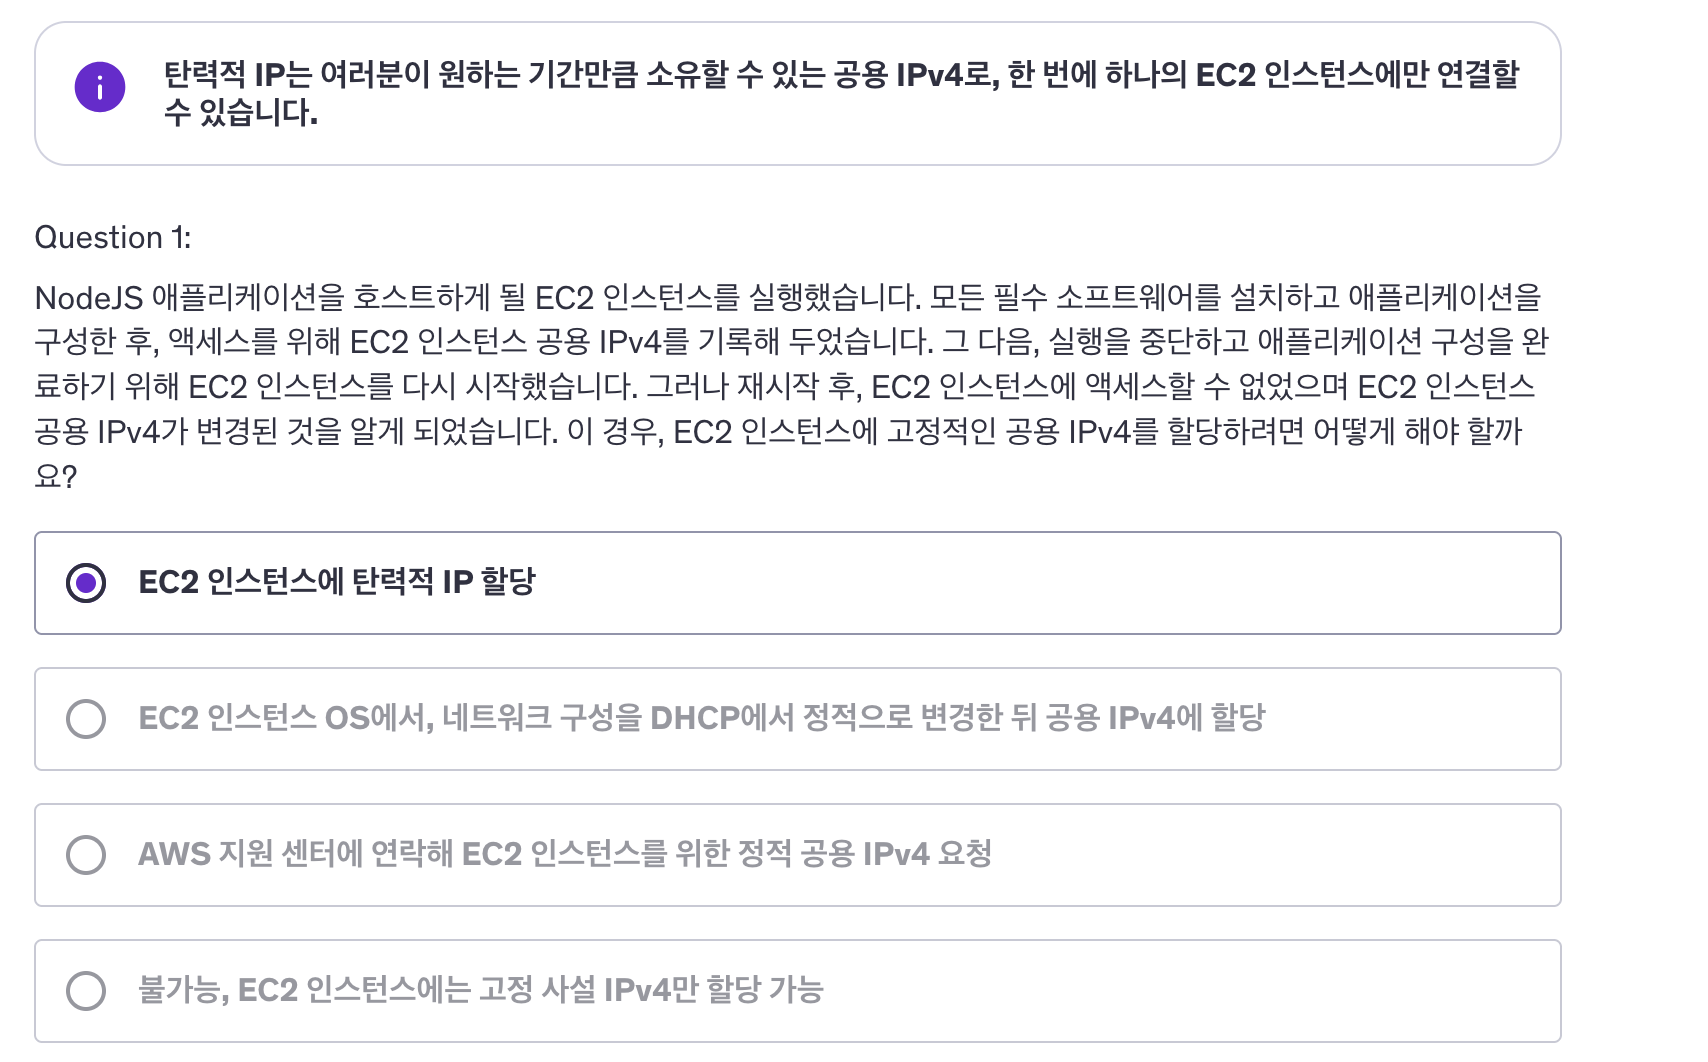 탄력적 IP는 여러분이 원하는 기간만큼 소유할 수 있는 공용 IPv4로, 한 번에 하나의 EC2 인스턴스에만 연결할
수 있습니다.
Question 1:
NodeJS 애플리케이션을 호스트하게 될 EC2 인스턴스를 실행했습니다. 모든 필수 소프트웨어를 설치하고 애플리케이션을
구성한 후, 액세스를 위해 EC2 인스턴스 공용 IPv4를 기록해 두었습니다. 그 다음, 실행을 중단하고 애플리케이션 구성을 완
료하기 위해 EC2 인스턴스를 다시 시작했습니다. 그러나 재시작 후, EC2 인스턴스에 액세스할 수 없었으며 EC2 인스턴스
공용 IPv4가 변경된 것을 알게 되었습니다. 이 경우, EC2 인스턴스에 고정적인 공용 IPv4를 할당하려면 어떻게 해야 할까
요?
EC2 인스턴스에 탄력적 IP 할당
EC2 인스턴스 OS에서, 네트워크 구성을 DHCP에서 정적으로 변경한 뒤 공용 IPv4에 할당
AWS 지원 센터에 연락해 EC2 인스턴스를 위한 정적 공용 IPv4 요청
불가능, EC2 인스턴스에는 고정 사설 IPv4만 할당 가능